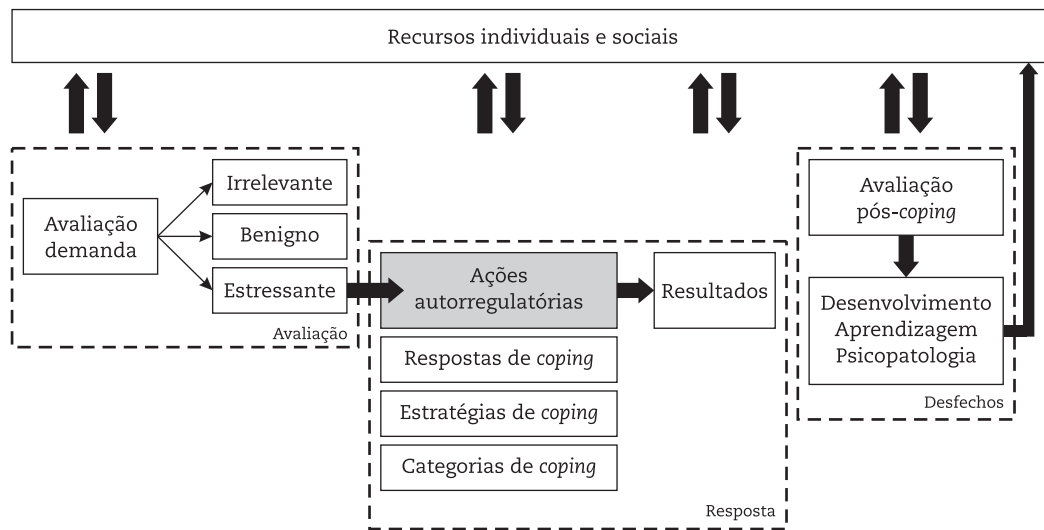 Recursos individuais e sociais
Avaliação
demanda
Irrelevante
Benigno
Estressante
Avaliação
Ações
autorregulatórias
Respostas de coping
Estratégias de coping
Categorias de coping
Resultados
Resposta
Avaliação
pós-coping
Desenvolvimento
Aprendizagem
Psicopatologia
Desfechos